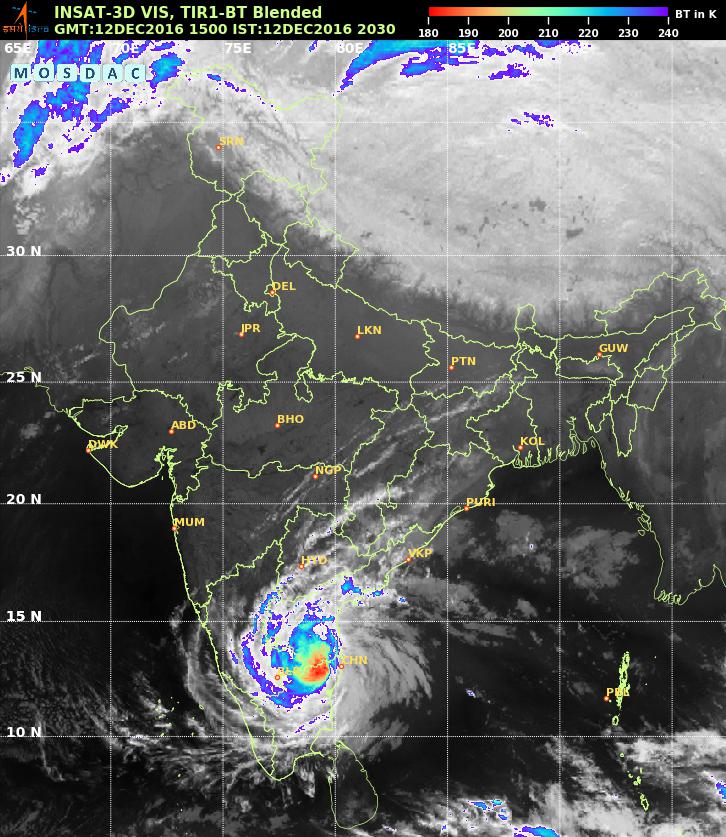 INSAT-3D VIS, TIR1-BT Blended
GMT:12DEC2016 1500 IST:12DEC2016 2030
BT in K
180 190 200 210 220 230 240
65E 70E 75E 80E 85E 90E
MOSDAC
SRN
30 N
DEL
JPR LKN
GUW
PTN
25 N
ABD BHO
DWK KOL
NGP
20 N
PURI
MUM
HYD VKP
15 N
CHN
PBL
10 N